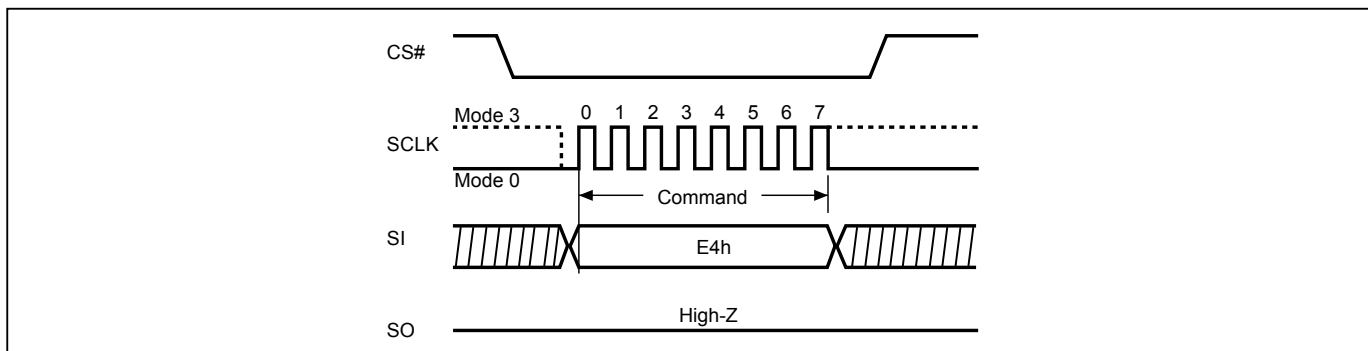 CS#
Mode 3
0 1 2 3 4 5 6 7
SCLK
Mode 0
Command
SI
E4h
High-Z
SO